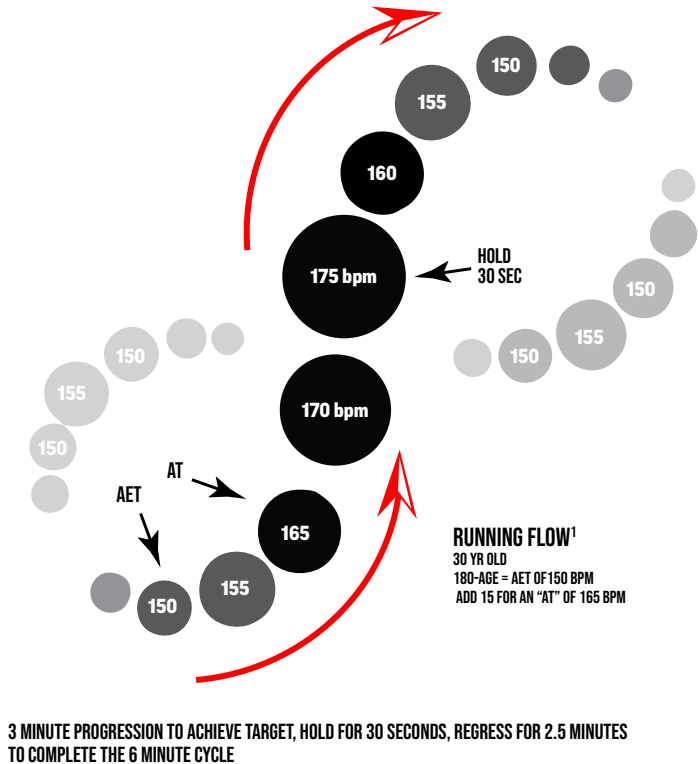 150
155
160
175 bpm
HOLD
30 SEC
150
155
150
170 bpm
150
155
150
AT
AET
165
155
150
RUNNING FLOW1
30 YR OLD
180-AGE = AET OF150 BPM
ADD 15 FOR AN “AT” OF 165 BPM
3 MINUTE PROGRESSION TO ACHIEVE TARGET, HOLD FOR 30 SECONDS, REGRESS FOR 2.5 MINUTES
TO COMPLETE THE 6 MINUTE CYCLE